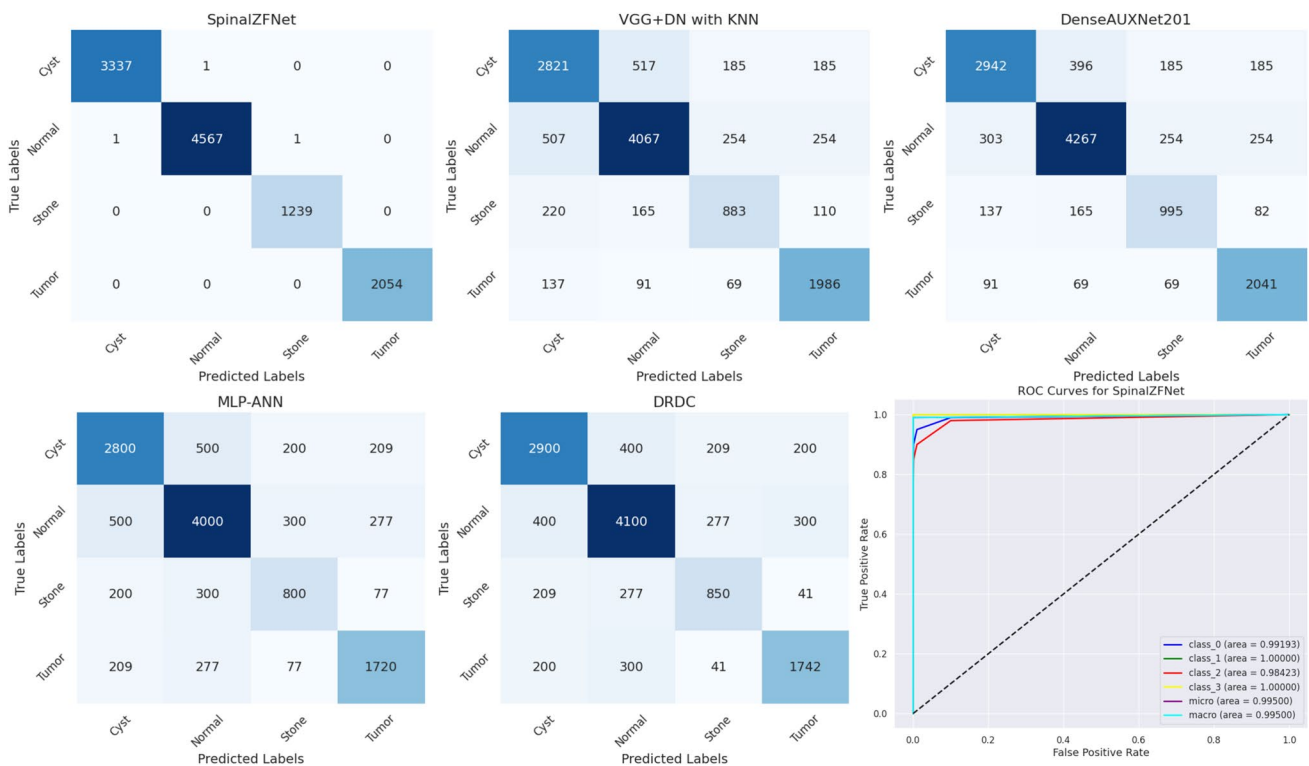 SpinalZFNet
Cyst 3337 1 0 0
Normal 1 4567 1 0
Stone 0 0 1239 0
Tumor 0 0 0 2054
True Labels
Cyst Normal Stone Tumor
Predicted Labels
VGG+DN with KNN
Cyst 2821 517 185 185
Normal 507 4067 254 254
Stone 220 165 883 110
Tumor 137 91 69 1986
True Labels
Cyst Normal Stone Tumor
Predicted Labels
DenseAUXNet201
Cyst 2942 396 185 185
Normal 303 4267 254 254
Stone 137 165 995 82
Tumor 91 69 69 2041
True Labels
Cyst Normal Stone Tumor
Predicted Labels
MLP-ANN
Cyst 2800 500 200 209
Normal 500 4000 300 277
Stone 200 300 800 77
Tumor 209 277 77 1720
True Labels
Cyst Normal Stone Tumor
Predicted Labels
DRDC
Cyst 2900 400 209 200
Normal 400 4100 277 300
Stone 209 277 850 41
Tumor 200 300 41 1742
True Labels
Cyst Normal Stone Tumor
Predicted Labels
ROC Curves for SpinalZFNet
1.0
0.8
0.6
0.4
0.2
0.0
True Positive Rate
class_0 (area = 0.99193)
class_1 (area = 1.00000)
class_2 (area = 0.98423)
class_3 (area = 1.00000)
micro (area = 0.99500)
macro (area = 0.99500)
0.0 0.2 0.4 0.6 0.8 1.0
False Positive Rate